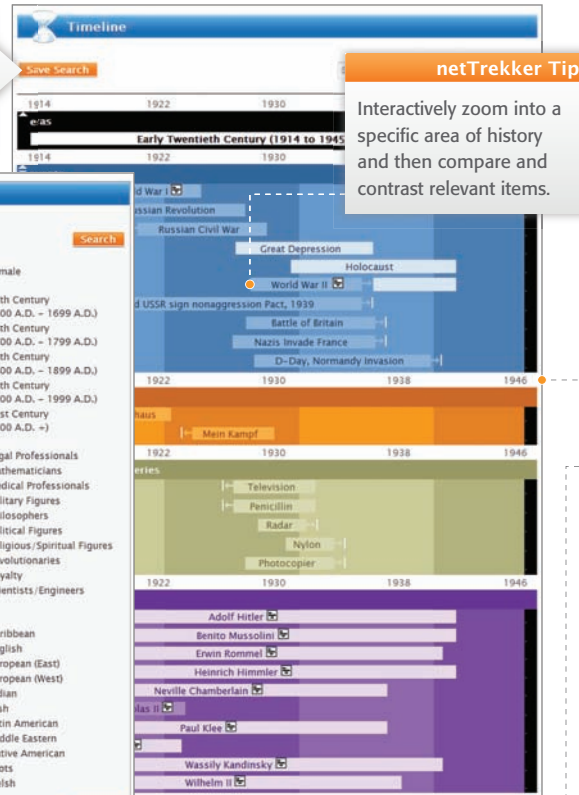 Timeline
Save Search
netTrekker Tip
Interactively zoom into a
specific area of history
and then compare and
contrast relevant items.
1914 1922 1930
eras
Early Twentieth Century (1914 to 1945
1914 1922 1930
d War I
ssian Revolution
Russian Civil War
Great Depression
Holocaust
World War II
d USSR sign nonaggression Pact, 1939
Battle of Britain
Nazis Invade France
D-Day, Normandy Invasion
1922 1930 1938 1946
haus
Mein Kampf
1922 1930 1938 1946
eries
Television
Penicillin
Radar
Nylon
Photocopier
1922 1930 1938 1946
Adolf Hitler
Benito Mussolini
Erwin Rommel
Heinrich Himmler
Neville Chamberlain
las II
Paul Klee
Wassily Kandinsky
Wilhelm II
Search
male
th Century
00 A.D. - 1699 A.D.)
th Century
00 A.D. - 1799 A.D.)
th Century
00 A.D. - 1899 A.D.)
th Century
00 A.D. - 1999 A.D.)
st Century
00 A.D. +)
gal Professionals
athematicians
edical Professionals
litary Figures
ilosophers
litical Figures
ligious/Spiritual Figures
volutionaries
yalty
ientists/Engineers
ribbean
glish
ropean (East)
ropean (West)
dian
sh
tin American
ddle Eastern
tive American
ots
elsh